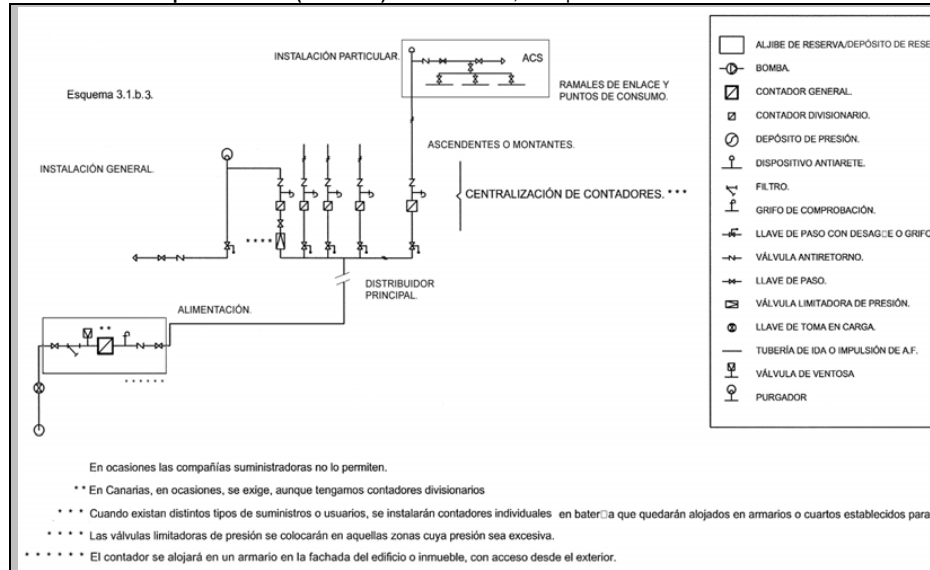 INSTALACIÓN PARTICULAR.
ACS
RAMALES DE ENLACE Y
PUNTOS DE CONSUMO.
Esquema 3.1.b.3.
ASCENDENTES O MONTANTES.
INSTALACIÓN GENERAL.
CENTRALIZACIÓN DE CONTADORES. * * *
* * * *
DISTRIBUIDOR
PRINCIPAL.
ALIMENTACIÓN.
* *
* * * * * *
ALJIBE DE RESERVA/DEPÓSITO DE RESE
BOMBA.
CONTADOR GENERAL.
CONTADOR DIVISIONARIO.
DEPÓSITO DE PRESIÓN.
DISPOSITIVO ANTIARETE.
FILTRO.
GRIFO DE COMPROBACIÓN.
LLAVE DE PASO CON DESAG□E O GRIFO
VÁLVULA ANTIRETORNO.
LLAVE DE PASO.
VÁLVULA LIMITADORA DE PRESIÓN.
LLAVE DE TOMA EN CARGA.
TUBERÍA DE IDA O IMPULSIÓN DE A.F.
VÁLVULA DE VENTOSA
PURGADOR
En ocasiones las compañías suministradoras no lo permiten.
* * En Canarias, en ocasiones, se exige, aunque tengamos contadores divisionarios
* * * Cuando existan distintos tipos de suministros o usuarios, se instalarán contadores individuales en bater□a que quedarán alojados en armarios o cuartos establecidos para
* * * * Las válvulas limitadoras de presión se colocarán en aquellas zonas cuya presión sea excesiva.
* * * * * * El contador se alojará en un armario en la fachada del edificio o inmueble, con acceso desde el exterior.